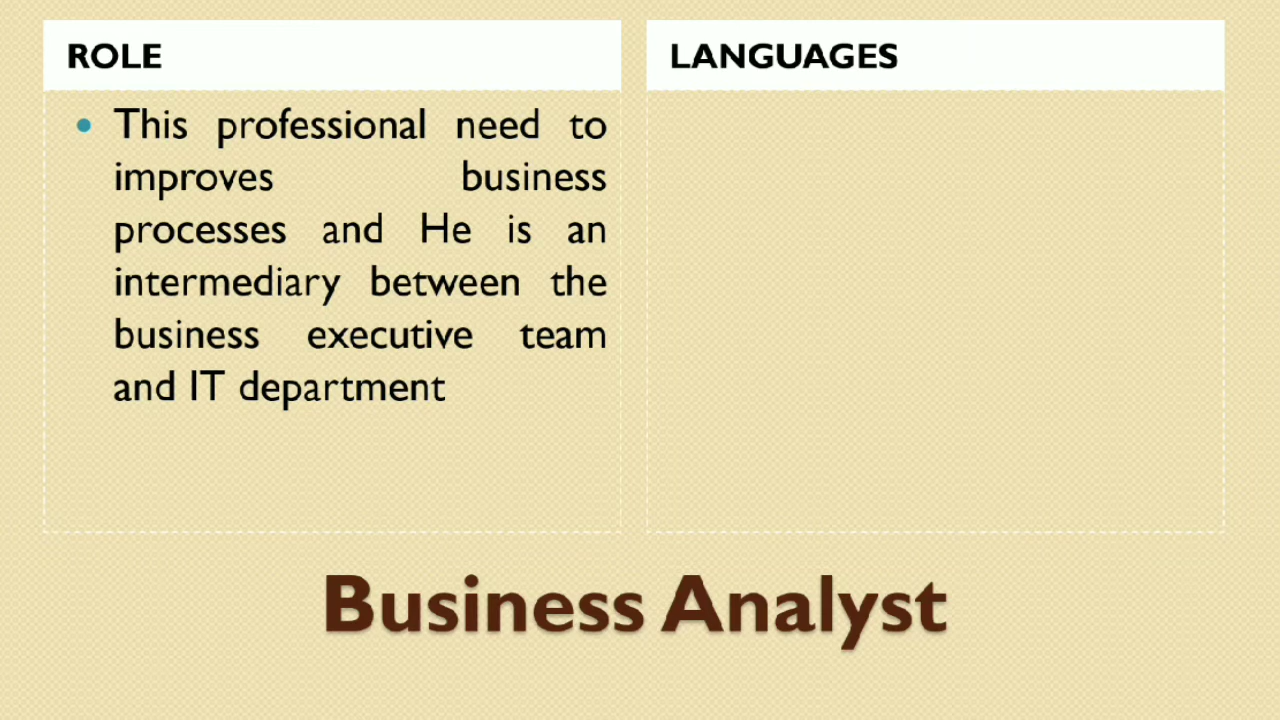 ROLE
LANGUAGES
• This professional need to
improves business
processes and He is an
intermediary between the
business executive team
and IT department
Business Analyst